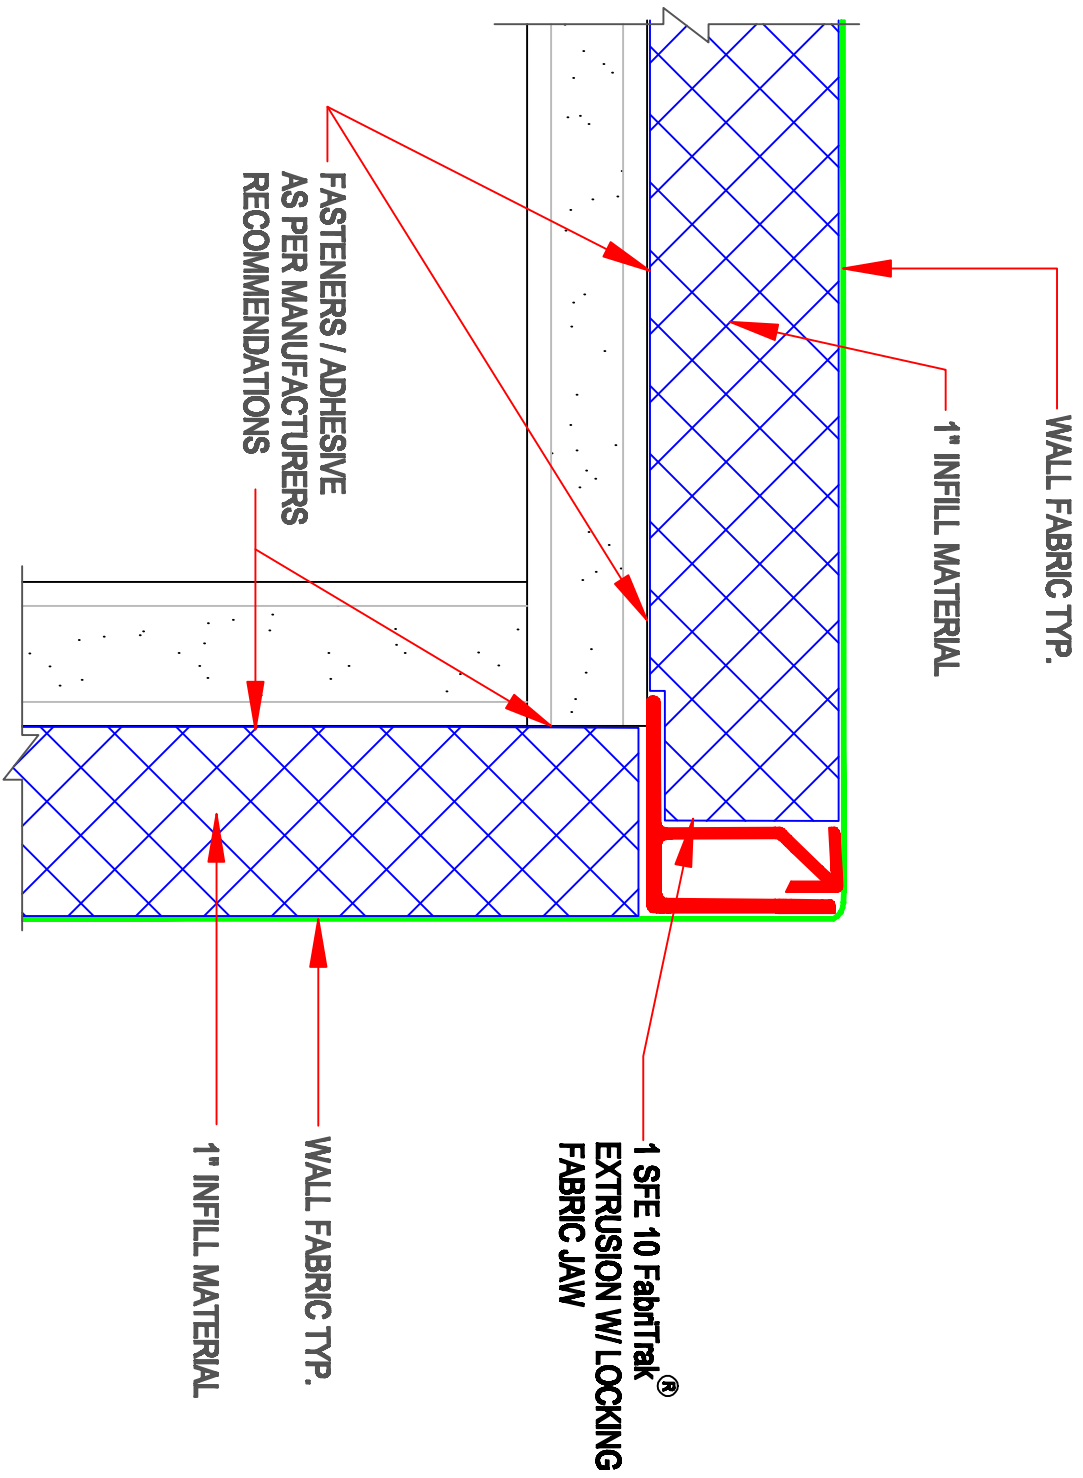 WALL FABRIC TYP.
1" INFILL MATERIAL
FASTENERS / ADHESIVE
AS PER MANUFACTURERS
RECOMMENDATIONS
1 SFE 10 FabriTrak®
EXTRUSION W/ LOCKING
FABRIC JAW
WALL FABRIC TYP.
1" INFILL MATERIAL